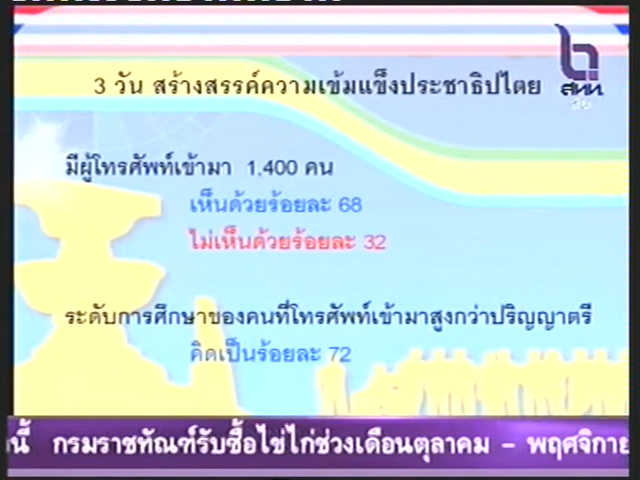 3 วัน สร้างสรรค์ความเข้มแข็งประชาธิปไตย
สทท
มีผู้โทรศัพท์เข้ามา 1,400 คน
เห็นด้วยร้อยละ 68
ไม่เห็นด้วยร้อยละ 32
ระดับการศึกษาของคนที่โทรศัพท์เข้ามาสูงกว่าปริญญาตรี
คิดเป็นร้อยละ 72
กรมราชทัณฑ์รับซื้อไข่ไก่ช่วงเดือนตุลาคม - พฤศจิกาย